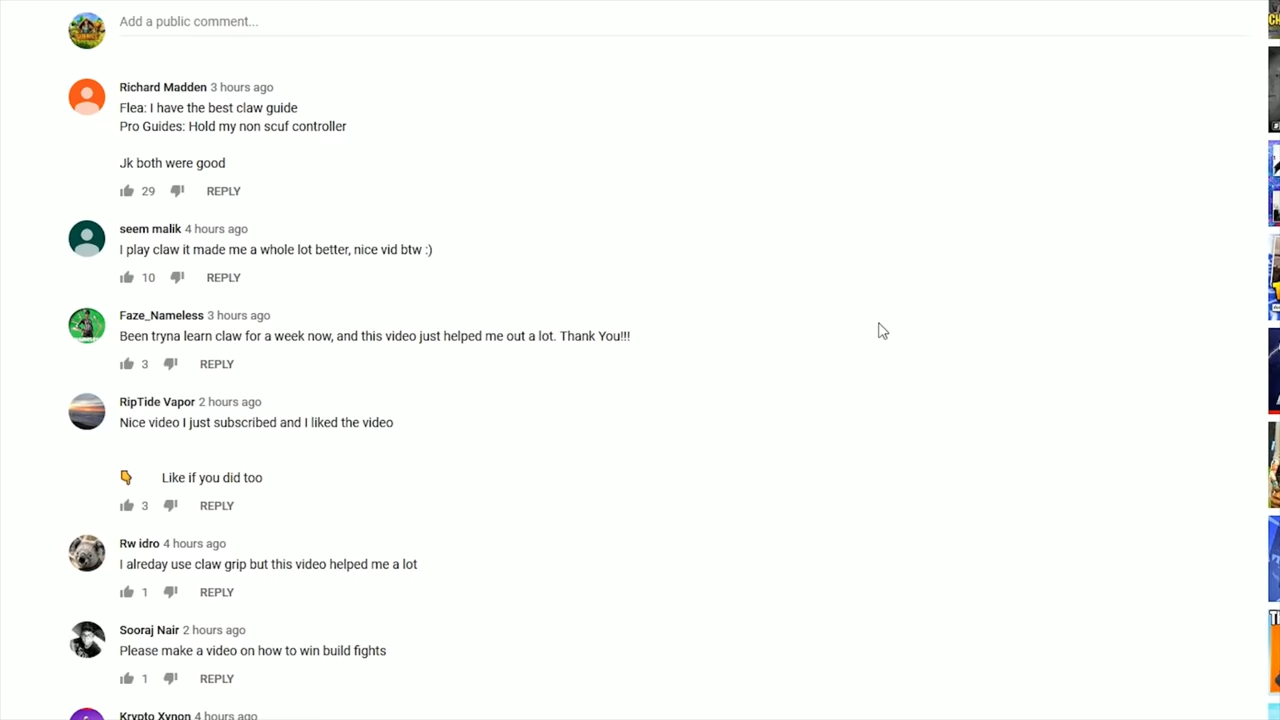 Add a public comment...
Richard Madden 3 hours ago
Flea: I have the best claw guide
Pro Guides: Hold my non scuf controller
Jk both were good
29 REPLY
seem malik 4 hours ago
I play claw it made me a whole lot better, nice vid btw :)
10 REPLY
Faze_Nameless 3 hours ago
Been tryna learn claw for a week now, and this video just helped me out a lot. Thank You!!!
3 REPLY
RipTide Vapor 2 hours ago
Nice video I just subscribed and I liked the video
👇 Like if you did too
3 REPLY
Rw idro 4 hours ago
I alreday use claw grip but this video helped me a lot
1 REPLY
Sooraj Nair 2 hours ago
Please make a video on how to win build fights
1 REPLY
Krypto Xynon 4 hours ago